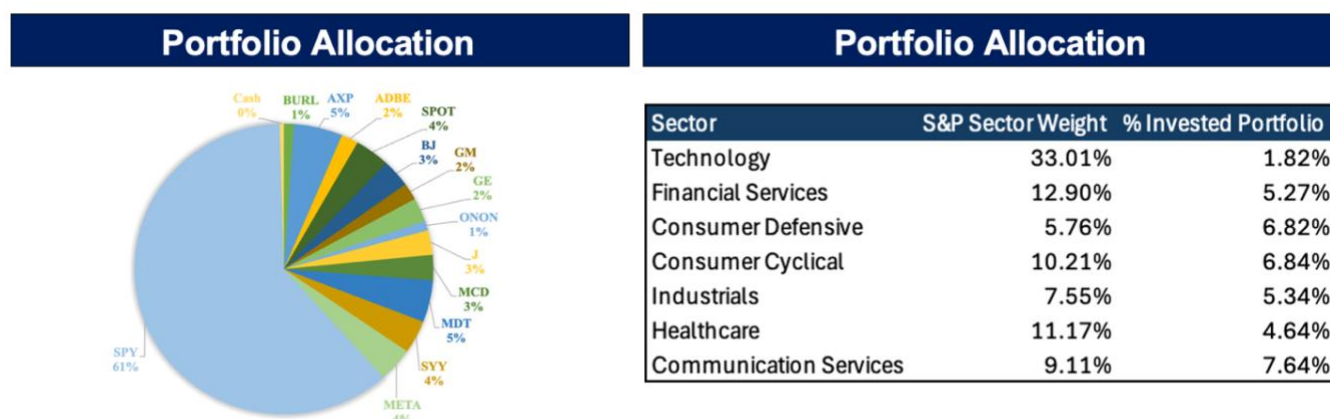 Portfolio Allocation
Cash
0%
BURL
1%
AXP
5%
ADBE
2%
SPOT
4%
BJ
3%
GM
2%
GE
2%
ONON
1%
J
3%
MCD
3%
MDT
5%
SYY
4%
META
4%
SPY
61%
Portfolio Allocation
Sector S&P Sector Weight % Invested Portfolio
Technology 33.01% 1.82%
Financial Services 12.90% 5.27%
Consumer Defensive 5.76% 6.82%
Consumer Cyclical 10.21% 6.84%
Industrials 7.55% 5.34%
Healthcare 11.17% 4.64%
Communication Services 9.11% 7.64%